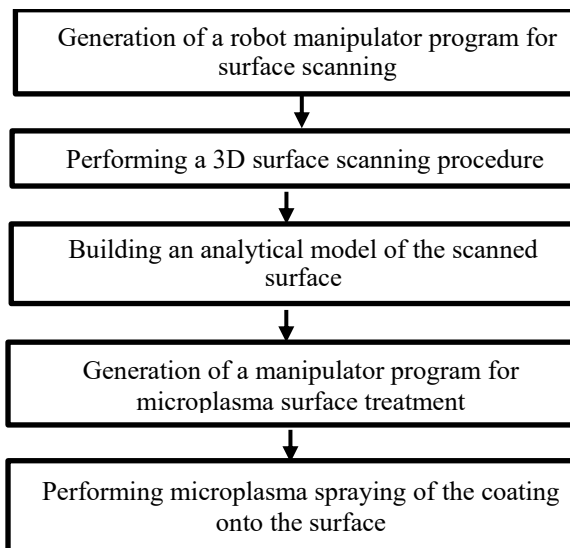 Generation of a robot manipulator program for
surface scanning
Performing a 3D surface scanning procedure
Building an analytical model of the scanned
surface
Generation of a manipulator program for
microplasma surface treatment
Performing microplasma spraying of the coating
onto the surface